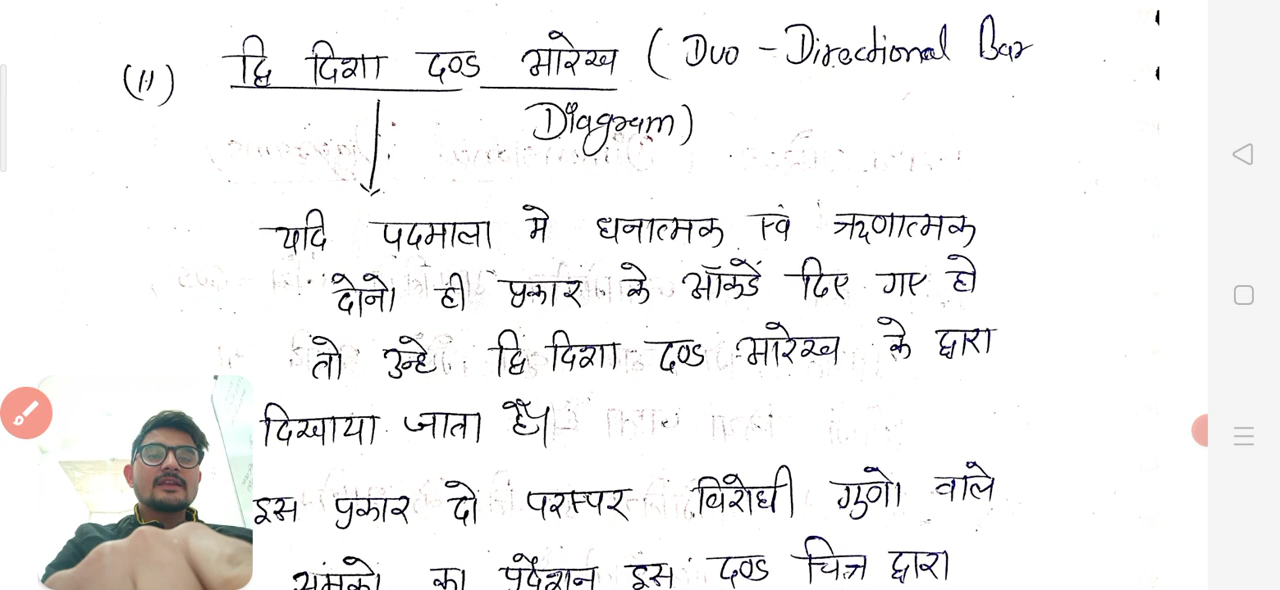 (11) द्वि दिशा दण्ड आरेख ( Duo - Directional Bar
Diagram)
यदि पदमाला मे धनात्मक एवं ऋणात्मक
दोनो ही प्रकार के आँकडें दिए गए हो
तो उन्हे द्वि दिशा दण्ड आरेख के द्वारा
दिखाया जाता है।
इस प्रकार दो परस्पर विरोधी गुणो वाले
का इस दण्ड चित्र द्वारा